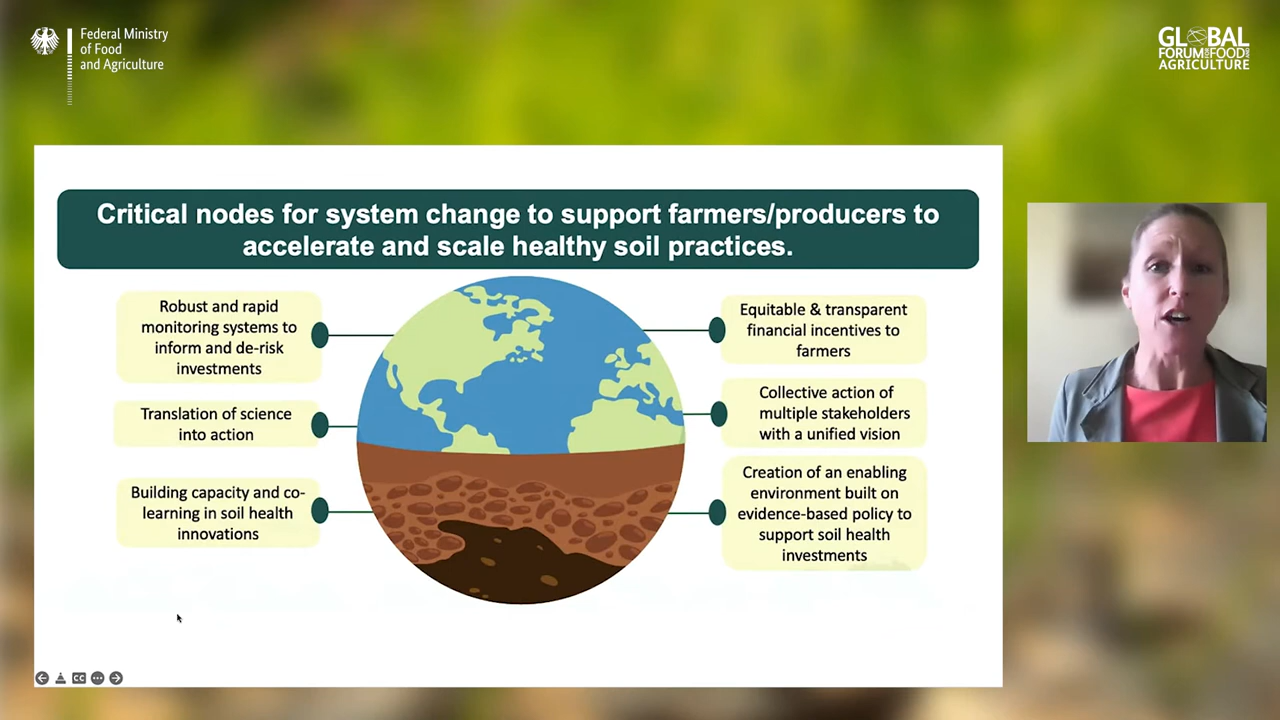 Federal Ministry
of Food
and Agriculture
GLOBAL
FORUM FOR FOOD AND
AGRICULTURE
Critical nodes for system change to support farmers/producers to
accelerate and scale healthy soil practices.
Robust and rapid
monitoring systems to
inform and de-risk
investments
Translation of science
into action
Building capacity and co-
learning in soil health
innovations
Equitable & transparent
financial incentives to
farmers
Collective action of
multiple stakeholders
with a unified vision
Creation of an enabling
environment built on
evidence-based policy to
support soil health
investments
CC